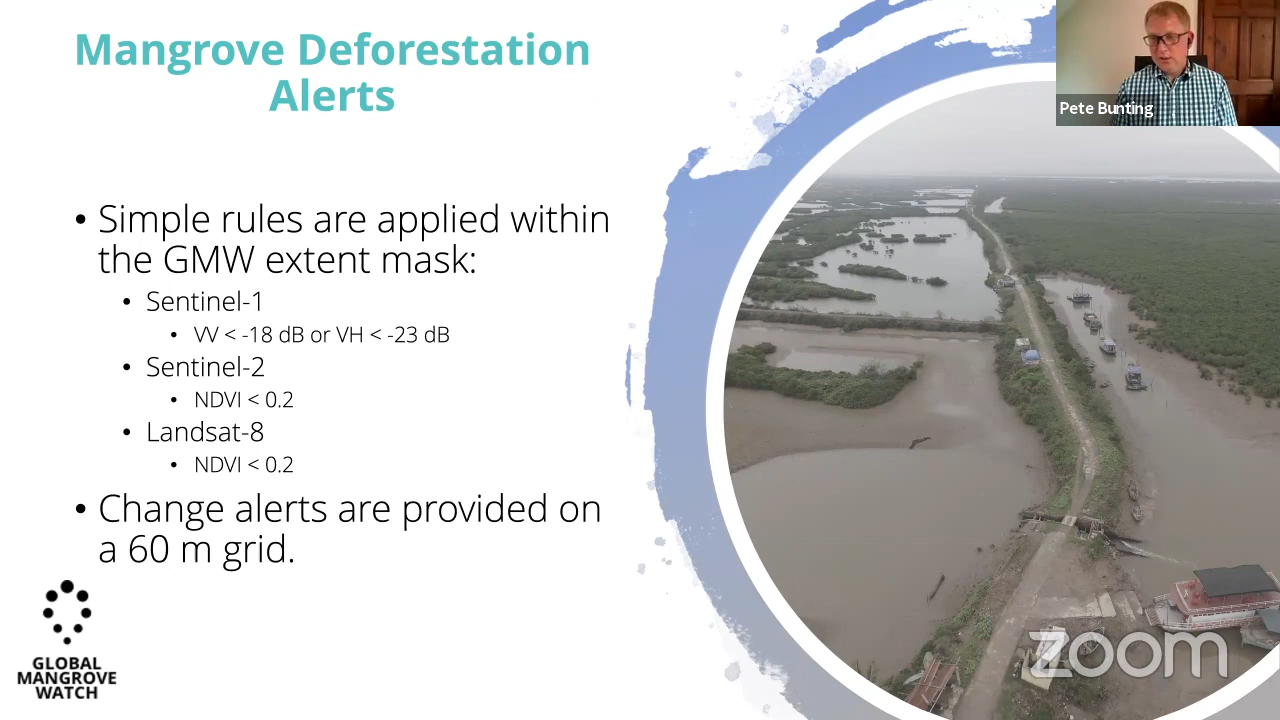 Mangrove Deforestation
Alerts
Pete Bunting
• Simple rules are applied within
the GMW extent mask:
• Sentinel-1
• VV < -18 dB or VH < -23 dB
• Sentinel-2
• NDVI < 0.2
• Landsat-8
• NDVI < 0.2
• Change alerts are provided on
a 60 m grid.
GLOBAL
MANGROVE
WATCH
zoom